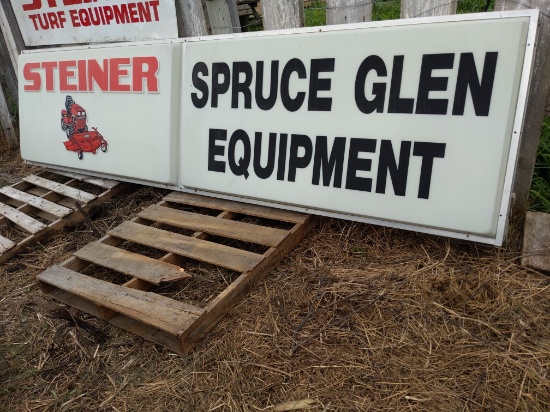 TURF EQUIPMENT
STEINER
SPRUCE GLEN
EQUIPMENT